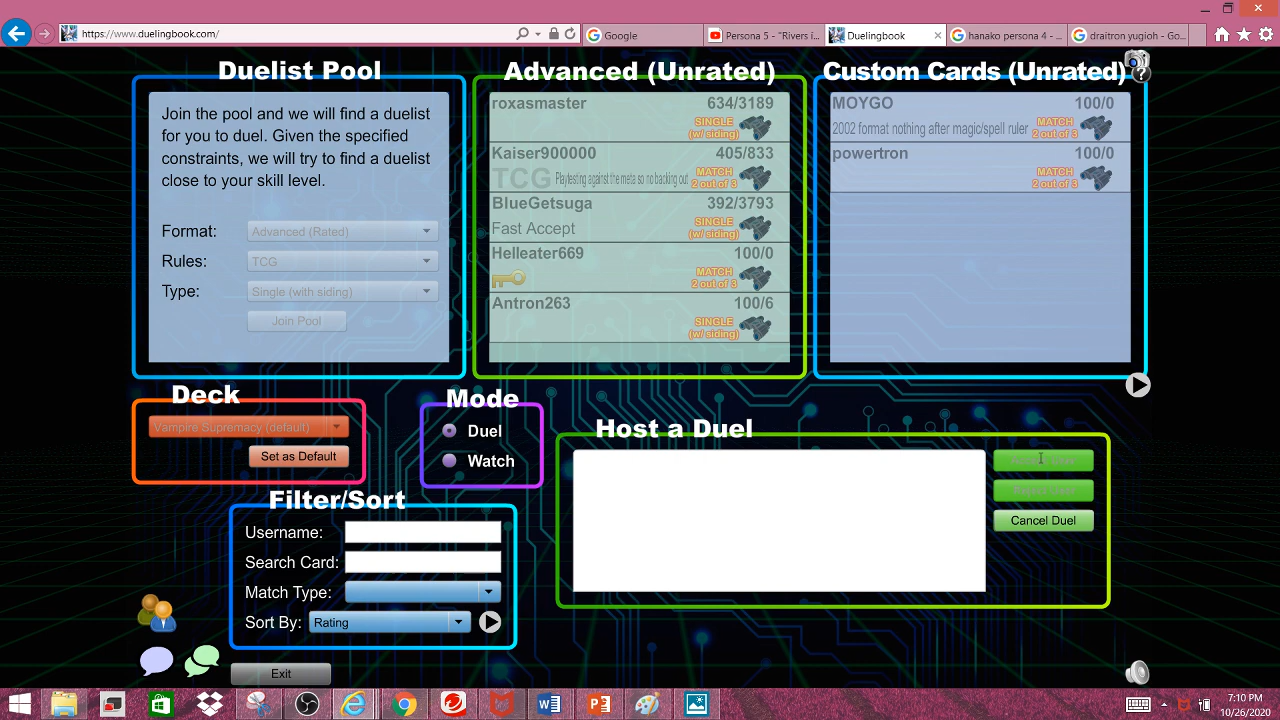 https://www.duelingbook.com/
Google
Persona 5 - "Rivers i...
Duelingbook
hanako persona 4 - ...
draitron yugioh - Go...
Duelist Pool
Join the pool and we will find a duelist
for you to duel. Given the specified
constraints, we will try to find a duelist
close to your skill level.
Format: Advanced (Rated)
Rules: TCG
Type: Single (with siding)
Join Pool
Advanced (Unrated)
roxasmaster 634/3189
SINGLE
(w/ siding)
Kaiser900000 405/833
TCG Playtesting against the meta so no backing out MATCH
2 out of 3
BlueGetsuga 392/3793
Fast Accept SINGLE
(w/ siding)
Helleater669 100/0
MATCH
2 out of 3
Antron263 100/6
SINGLE
(w/ siding)
Custom Cards (Unrated)
MOYGO 100/0
2002 format nothing after magic/spell ruler MATCH
2 out of 3
powertron 100/0
MATCH
2 out of 3
Deck
Vampire Supremacy (default)
Set as Default
Mode
Duel
Watch
Host a Duel
Cancel Duel
Filter/Sort
Username:
Search Card:
Match Type:
Sort By: Rating
Exit
7:10 PM
10/26/2020